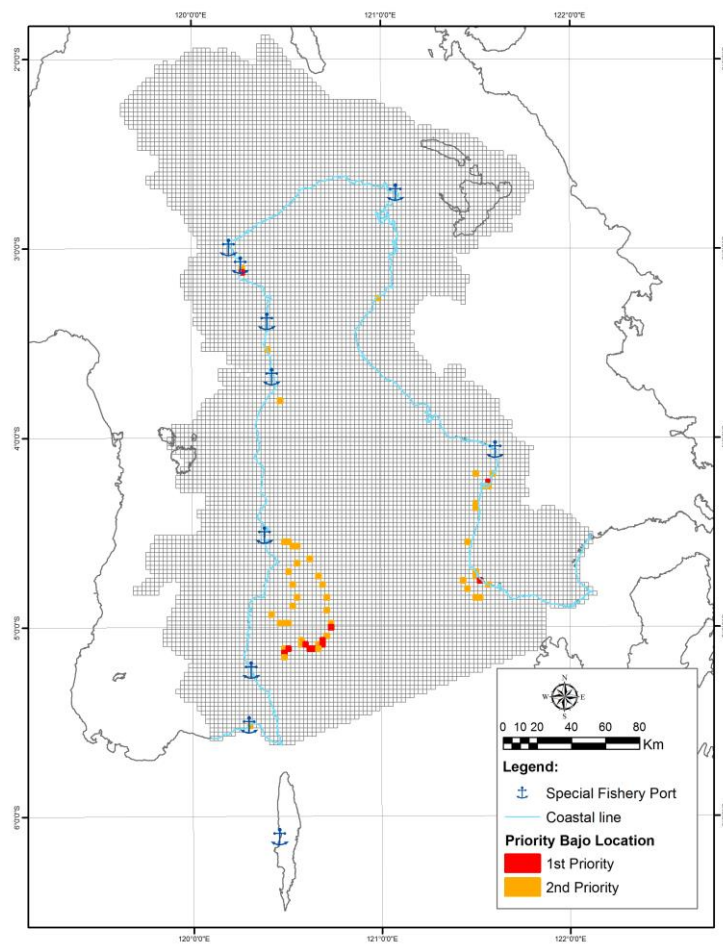 120°0'0"E 121°0'0"E 122°0'0"E
2°0'0"S
3°0'0"S
4°0'0"S
5°0'0"S
6°0'0"S
N
W E
S
0 10 20 40 60 80
Km
Legend:
Special Fishery Port
Coastal line
Priority Bajo Location
1st Priority
2nd Priority
120°0'0"E 121°0'0"E 122°0'0"E